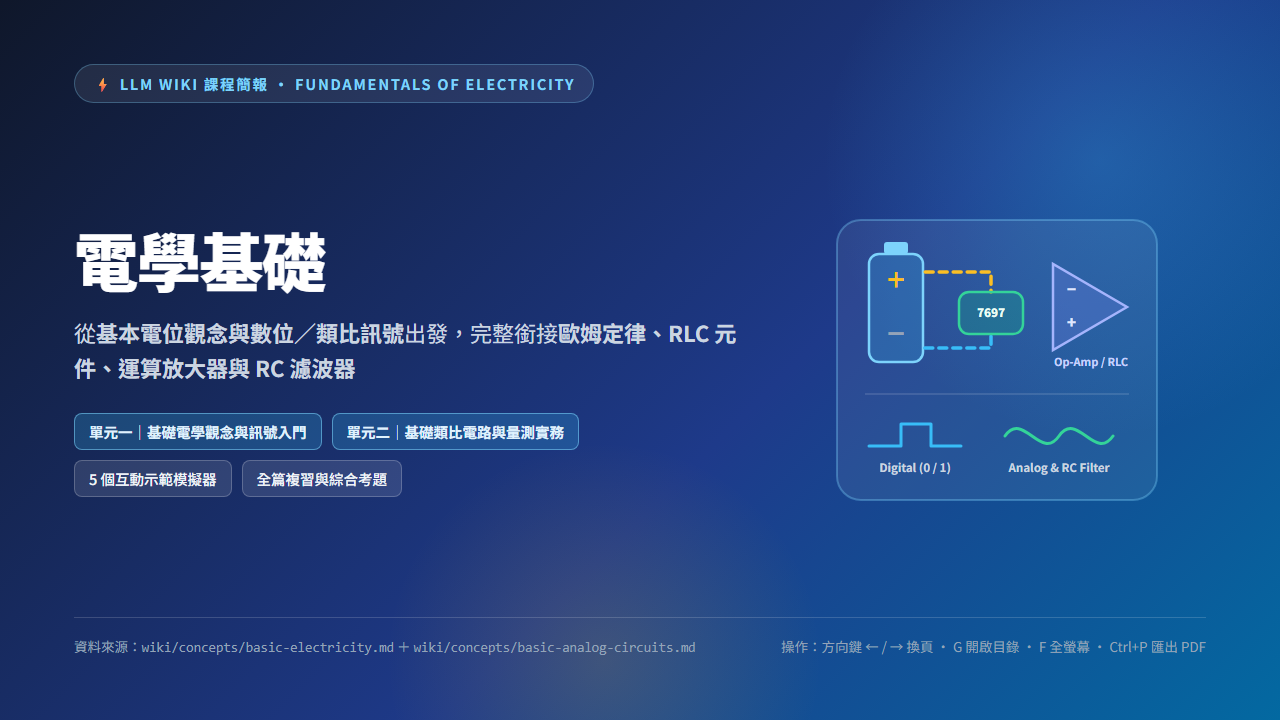 LLM WIKI 課程簡報 · FUNDAMENTALS OF ELECTRICITY
電學基礎
從基本電位觀念與數位／類比訊號出發，完整銜接歐姆定律、RLC 元
件、運算放大器與 RC 濾波器
單元一｜基礎電學觀念與訊號入門
單元二｜基礎類比電路與量測實務
5 個互動示範模擬器
全篇複習與綜合考題
+
−
7697
−
+
Op-Amp / RLC
Digital (0 / 1)
Analog & RC Filter
資料來源：wiki/concepts/basic-electricity.md ＋ wiki/concepts/basic-analog-circuits.md
操作：方向鍵 ← / → 換頁 · G 開啟目錄 · F 全螢幕 · Ctrl+P 匯出 PDF